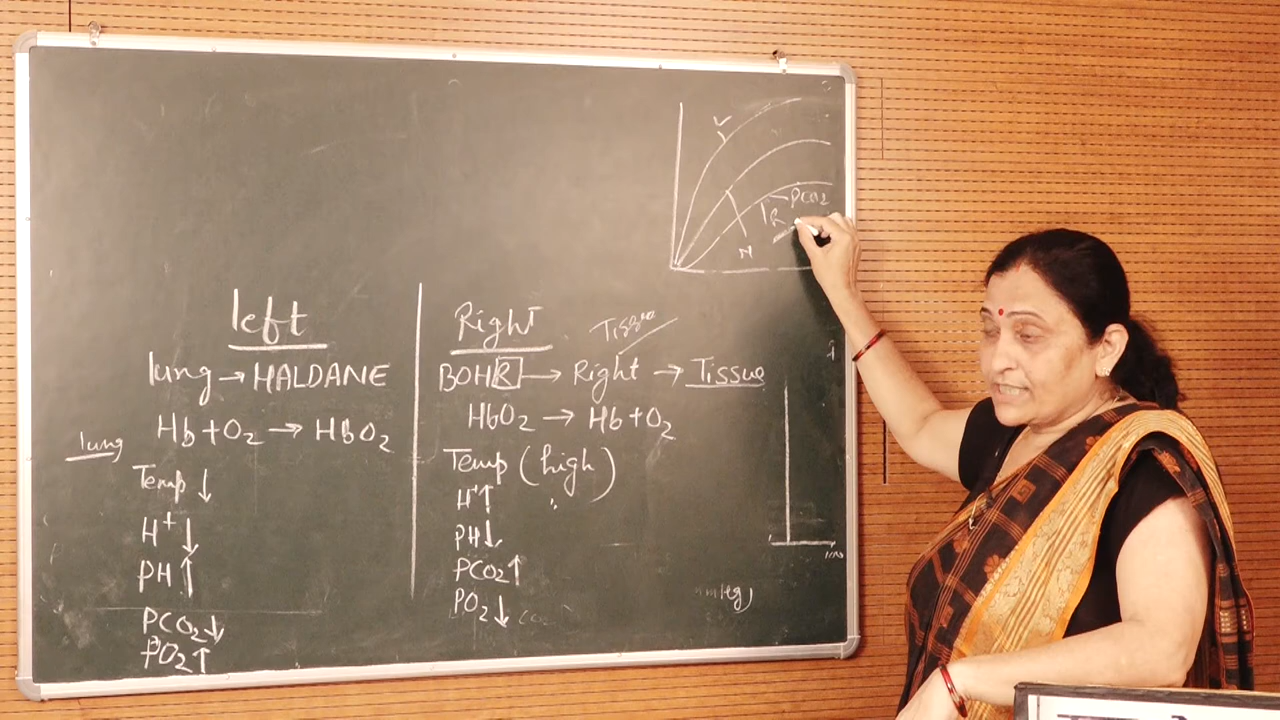 L
PCO2
R
N
left
lung → HALDANE
Hb + O2 → HbO2
lung
Temp ↓
H+ ↓
PH ↑
PCO2 ↓
PO2 ↑
Right
Tissue
BOHR → Right → Tissue
HbO2 → Hb + O2
Temp (high)
H+ ↑
PH ↓
PCO2 ↑
PO2 ↓
mmHg